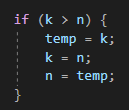 if (k > n) {
    temp = k;
    k = n;
    n = temp;
}